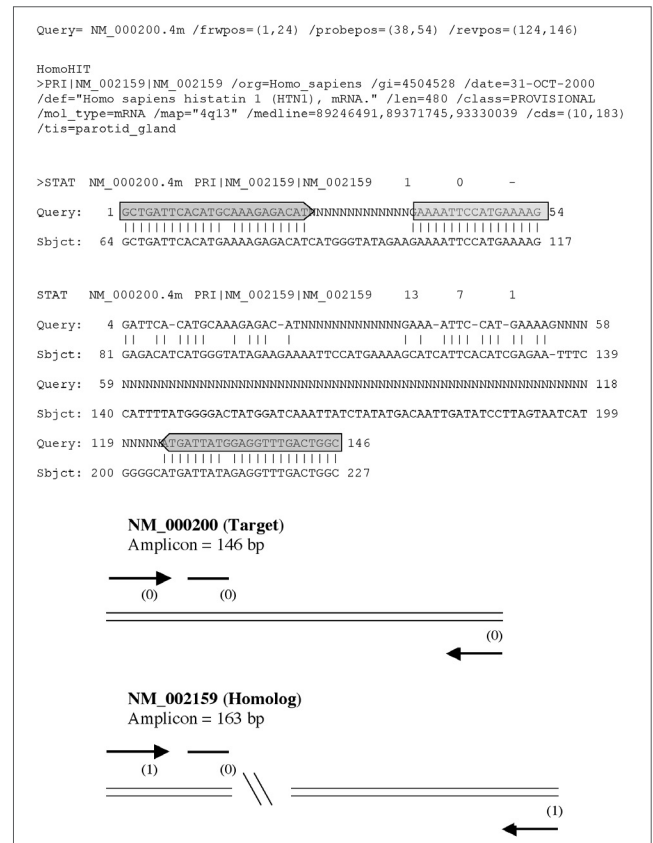 Query= NM_000200.4m /frwpos=(1,24) /probepos=(38,54) /revpos=(124,146)
HomoHIT
>PRI|NM_002159|NM_002159 /org=Homo_sapiens /gi=4504528 /date=31-OCT-2000
/def="Homo sapiens histatin 1 (HTN1), mRNA." /len=480 /class=PROVISIONAL
/mol_type=mRNA /map="4q13" /medline=89246491,89371745,93330039 /cds=(10,183)
/tis=parotid_gland
>STAT NM_000200.4m PRI|NM_002159|NM_002159 1 0 -
Query: 1 GCTGATTCACATGCAAAGAGACATNNNNNNNNNNNNNGAAAATTCCATGAAAAG 54
Sbjct: 64 GCTGATTCACATGAAAAGAGACATCATGGGTATAGAAGAAAATTCCATGAAAAG 117
STAT NM_000200.4m PRI|NM_002159|NM_002159 13 7 1
Query: 4 GATTCA-CATGCAAAGAGAC-ATNNNNNNNNNNNNNGAAA-ATTC-CAT-GAAAAGNNNN 58
Sbjct: 81 GAGACATCATGGGTATAGAAGAAAATTCCATGAAAAGCATCATTCACATCGAGAA-TTTC 139
Query: 59 NNNNNNNNNNNNNNNNNNNNNNNNNNNNNNNNNNNNNNNNNNNNNNNNNNNNNNNNNNNN 118
Sbjct: 140 CATTTTATGGGGACTATGGATCAAATTATCTATATGACAATTGATATCCTTAGTAATCAT 199
Query: 119 NNNNNATGATTATGGAGGTTTGACTGGC 146
Sbjct: 200 GGGGCATGATTATAGAGGTTTGACTGGC 227
NM_000200 (Target)
Amplicon = 146 bp
(0) (0)
(0)
NM_002159 (Homolog)
Amplicon = 163 bp
(1) (0)
(1)